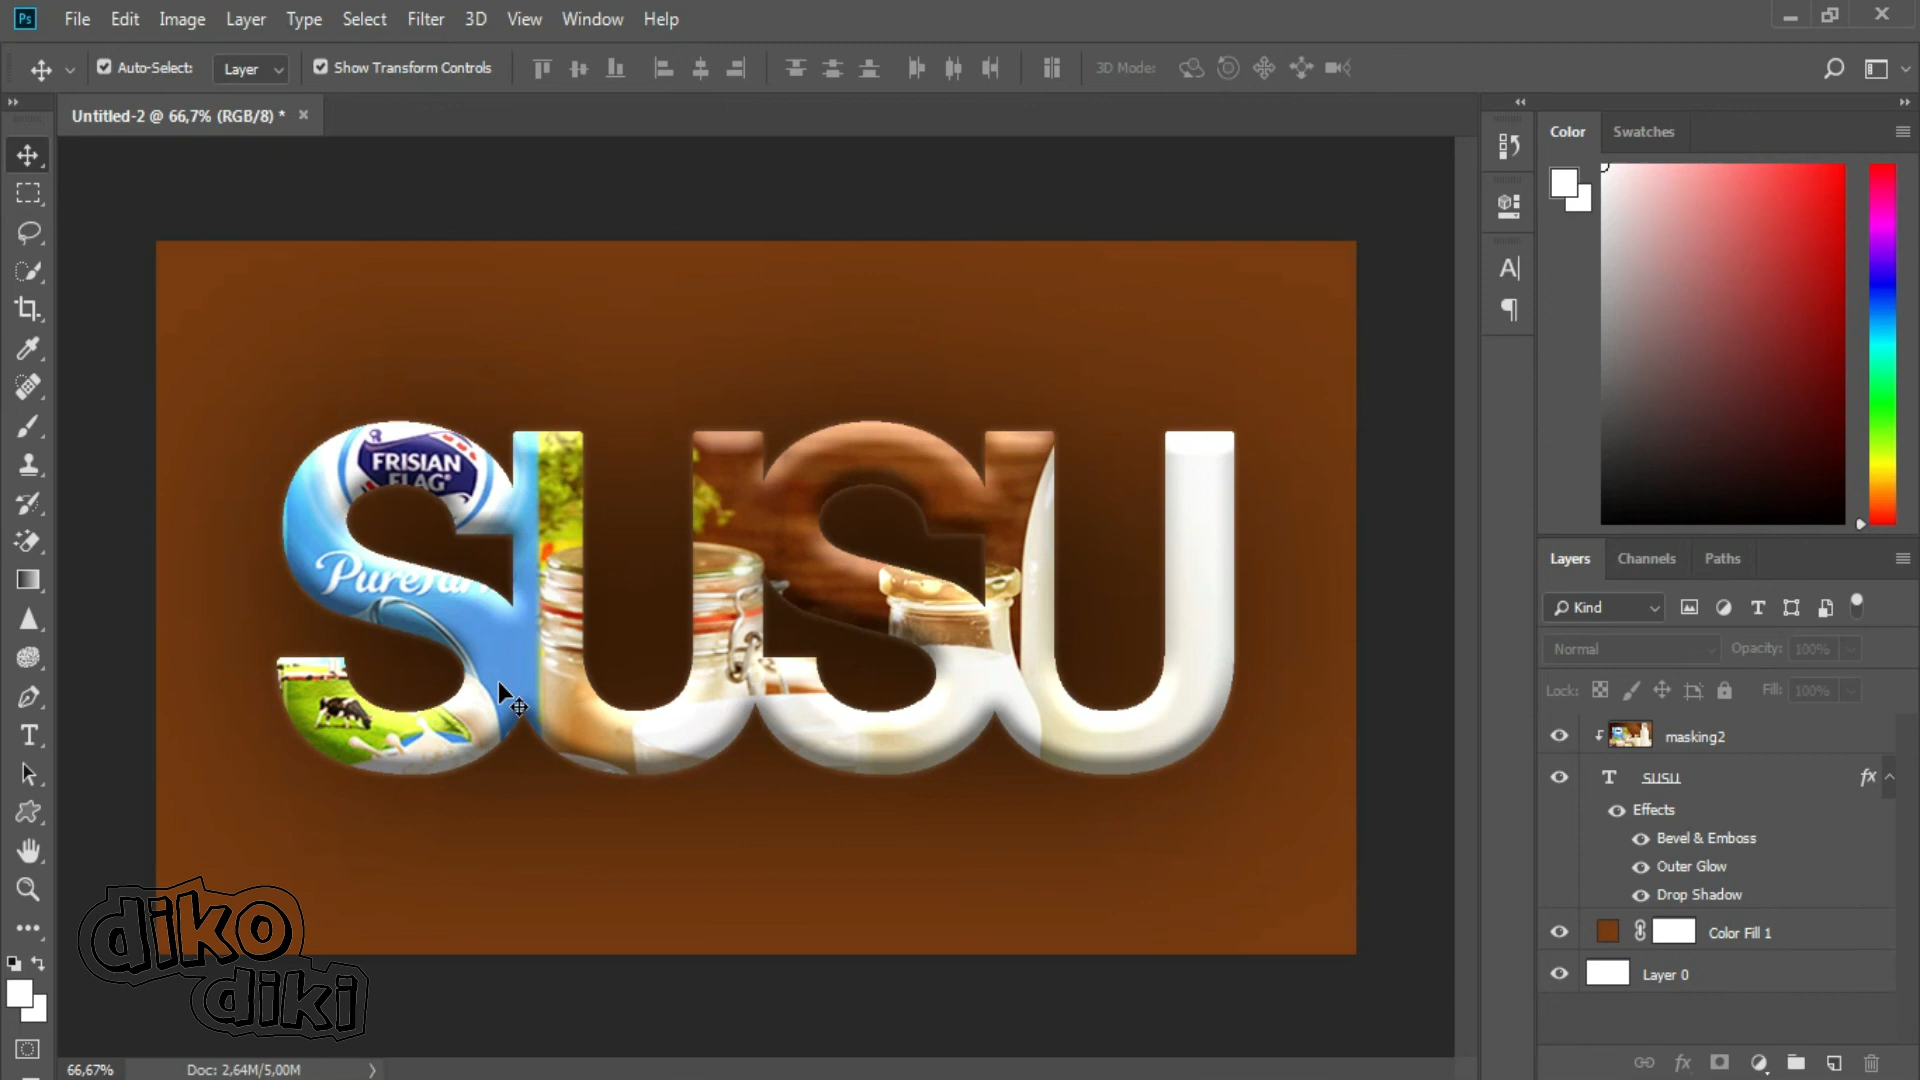 Ps File Edit Image Layer Type Select Filter 3D View Window Help
Auto-Select: Layer Show Transform Controls 3D Mode:
Untitled-2 @ 66,7% (RGB/8) * ×
Color Swatches
FRISIAN
FLAG
SUSU
Layers Channels Paths
Kind
Normal Opacity: 100%
Lock: Fill: 100%
masking2
T SUSU fx
Effects
Bevel & Emboss
Outer Glow
Drop Shadow
Color Fill 1
Layer 0
diko
diki
66,67% Doc: 2,64M/5,00M